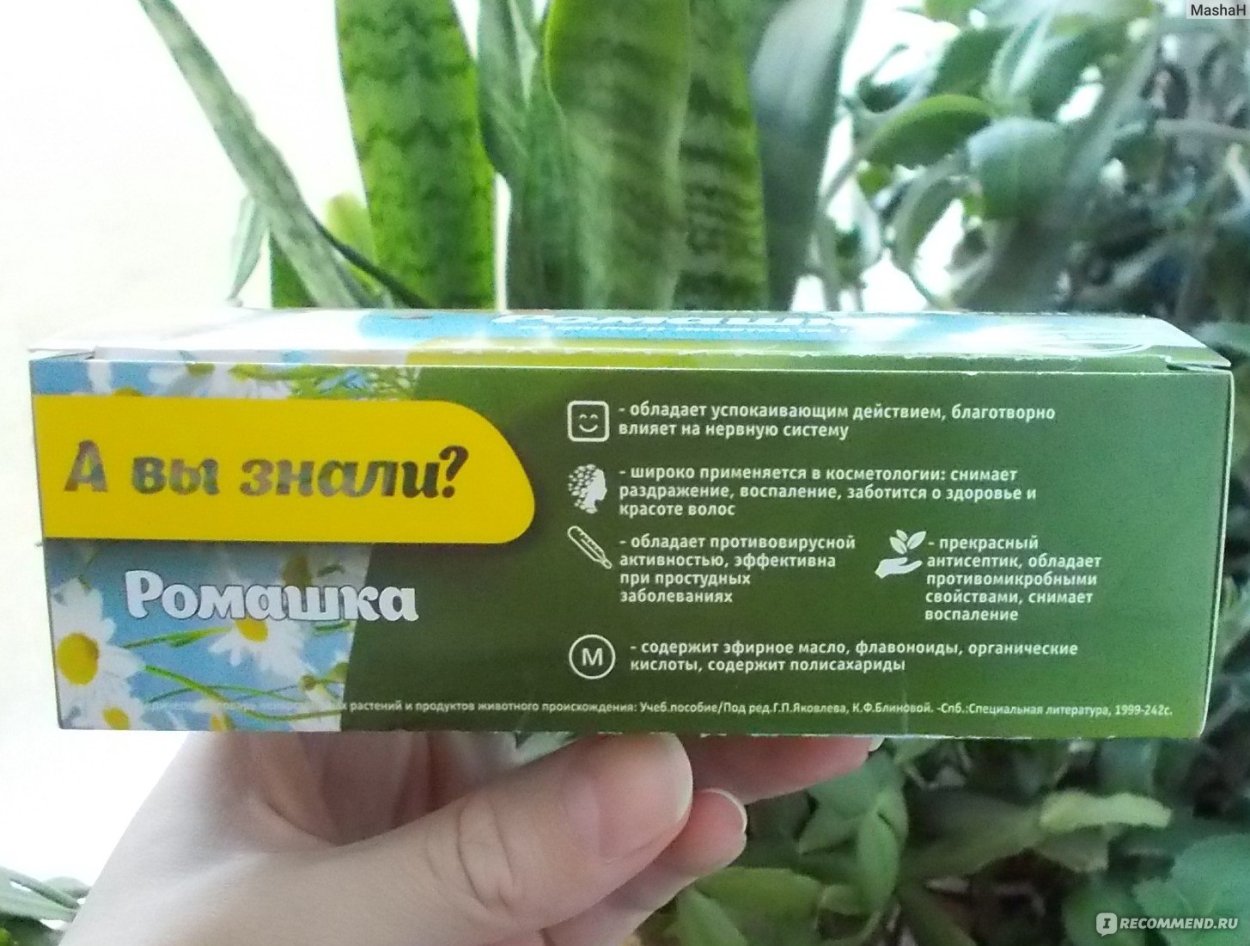 MashaH
Ромашк
А вы знали?
Ромашка
- обладает успокаивающим действием, благотворно
влияет на нервную систему
- широко применяется в косметологии: снимает
раздражение, воспаление, заботится о здоровье и
красоте волос
- обладает противовирусной
активностью, эффективна
при простудных
заболеваниях
- прекрасный
антисептик, обладает
противомикробными
свойствами, снимает
воспаление
М
- содержит эфирное масло, флавоноиды, органические
кислоты, содержит полисахариды
растений и продуктов животного происхождения: Учеб.пособие/Под ред.Г.П.Яковлева, К.Ф.Блиновой. -Спб.:Специальная литература, 1999-242с.
I RECOMMEND.RU